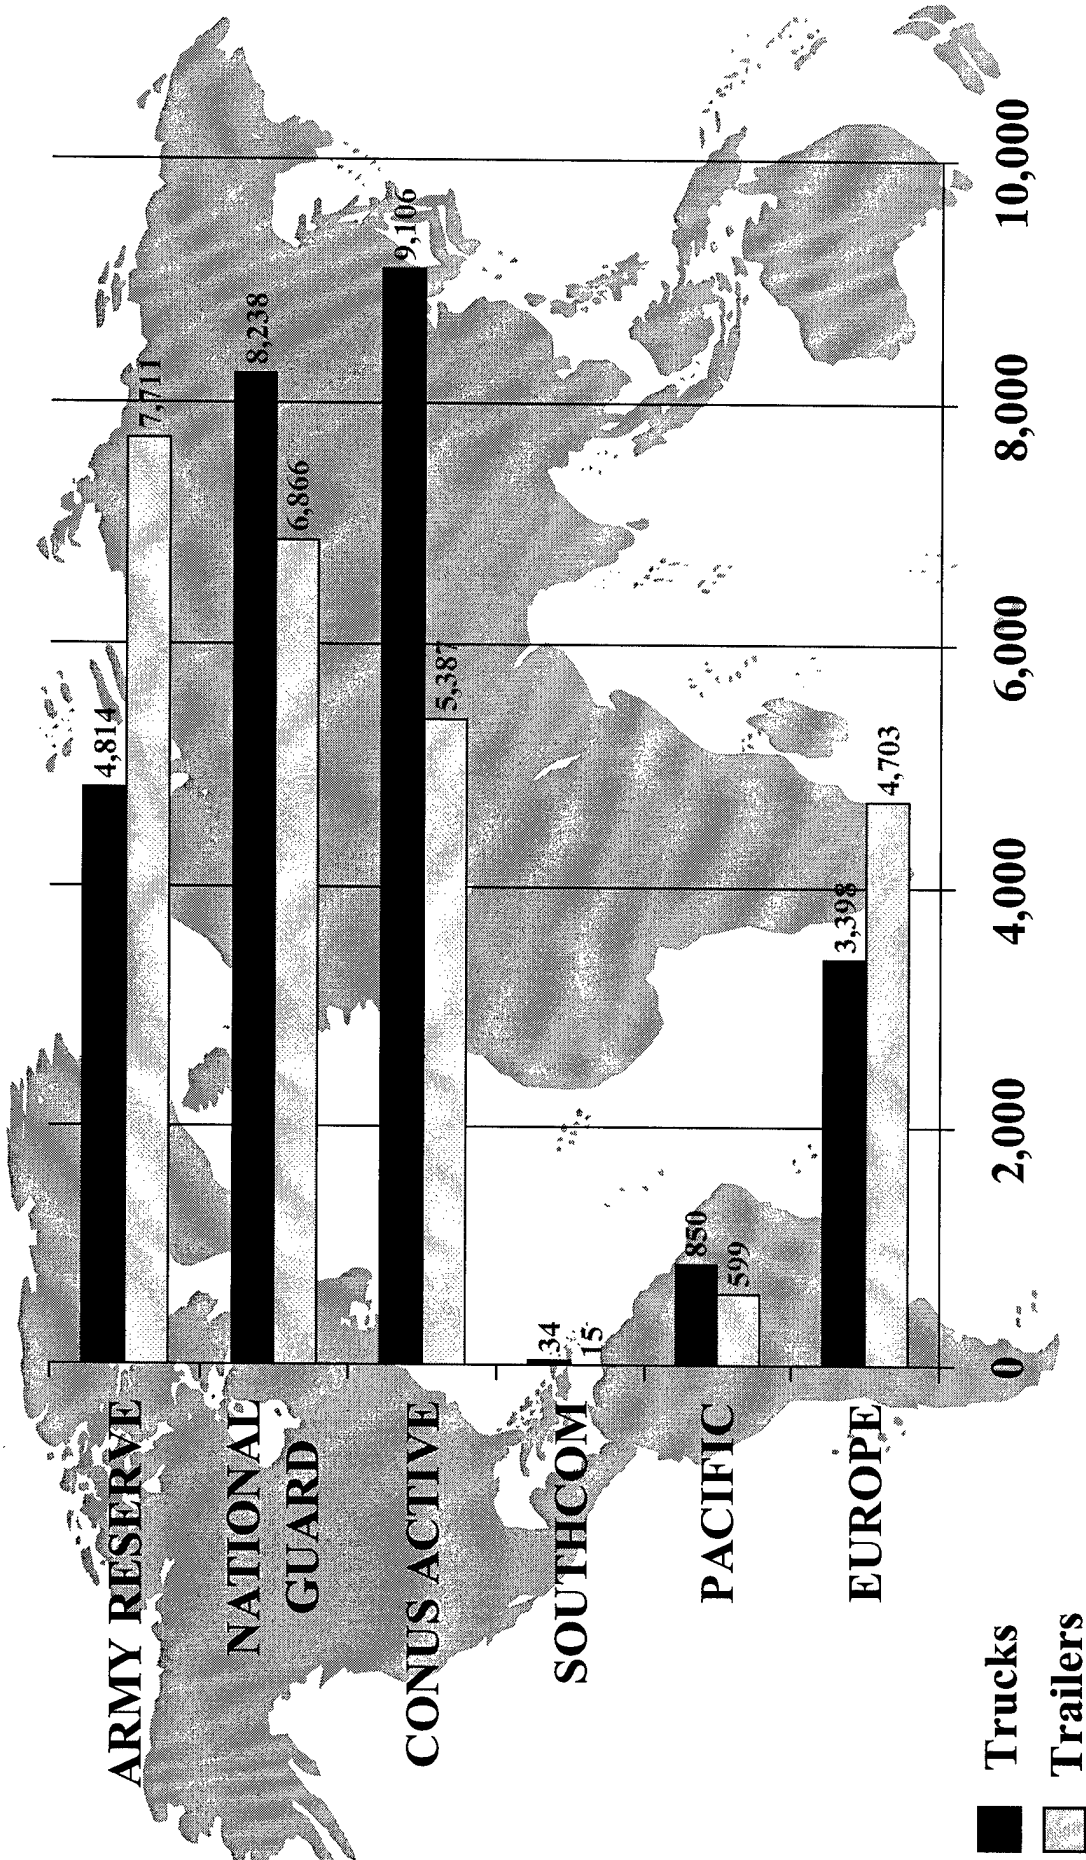 ARMY RESERVE
4,814
7,711
NATIONAL
GUARD
8,238
6,866
CONUS ACTIVE
9,106
5,387
SOUTHCOM
34
15
PACIFIC
850
599
EUROPE
3,398
4,703
0 2,000 4,000 6,000 8,000 10,000
Trucks
Trailers